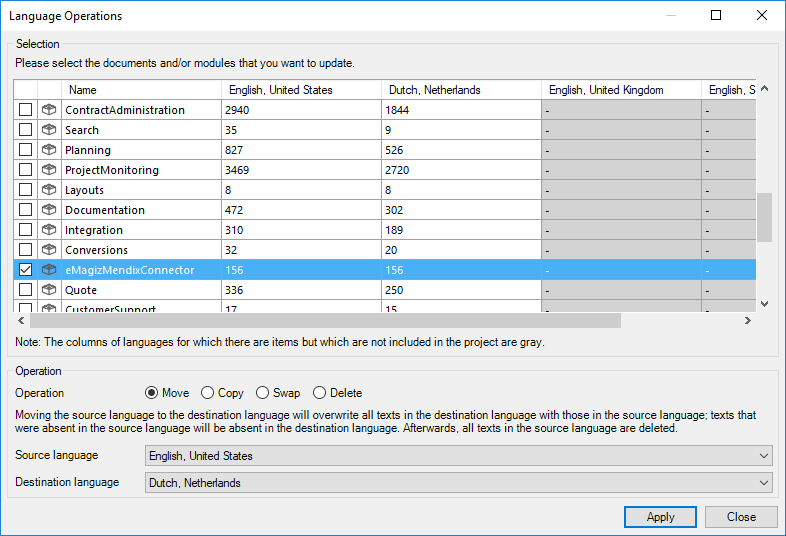 Language Operations
Selection
Please select the documents and/or modules that you want to update.
Name English, United States Dutch, Netherlands English, United Kingdom English, S
ContractAdministration 2940 1844 - -
Search 35 9 - -
Planning 827 526 - -
ProjectMonitoring 3469 2720 - -
Layouts 8 8 - -
Documentation 472 302 - -
Integration 310 189 - -
Conversions 32 20 - -
eMagizMendixConnector 156 156 - -
Quote 336 250 - -
CustomerSupport 17 15 - -
Note: The columns of languages for which there are items but which are not included in the project are gray.
Operation
Operation Move Copy Swap Delete
Moving the source language to the destination language will overwrite all texts in the destination language with those in the source language; texts that
were absent in the source language will be absent in the destination language. Afterwards, all texts in the source language are deleted.
Source language English, United States
Destination language Dutch, Netherlands
Apply Close